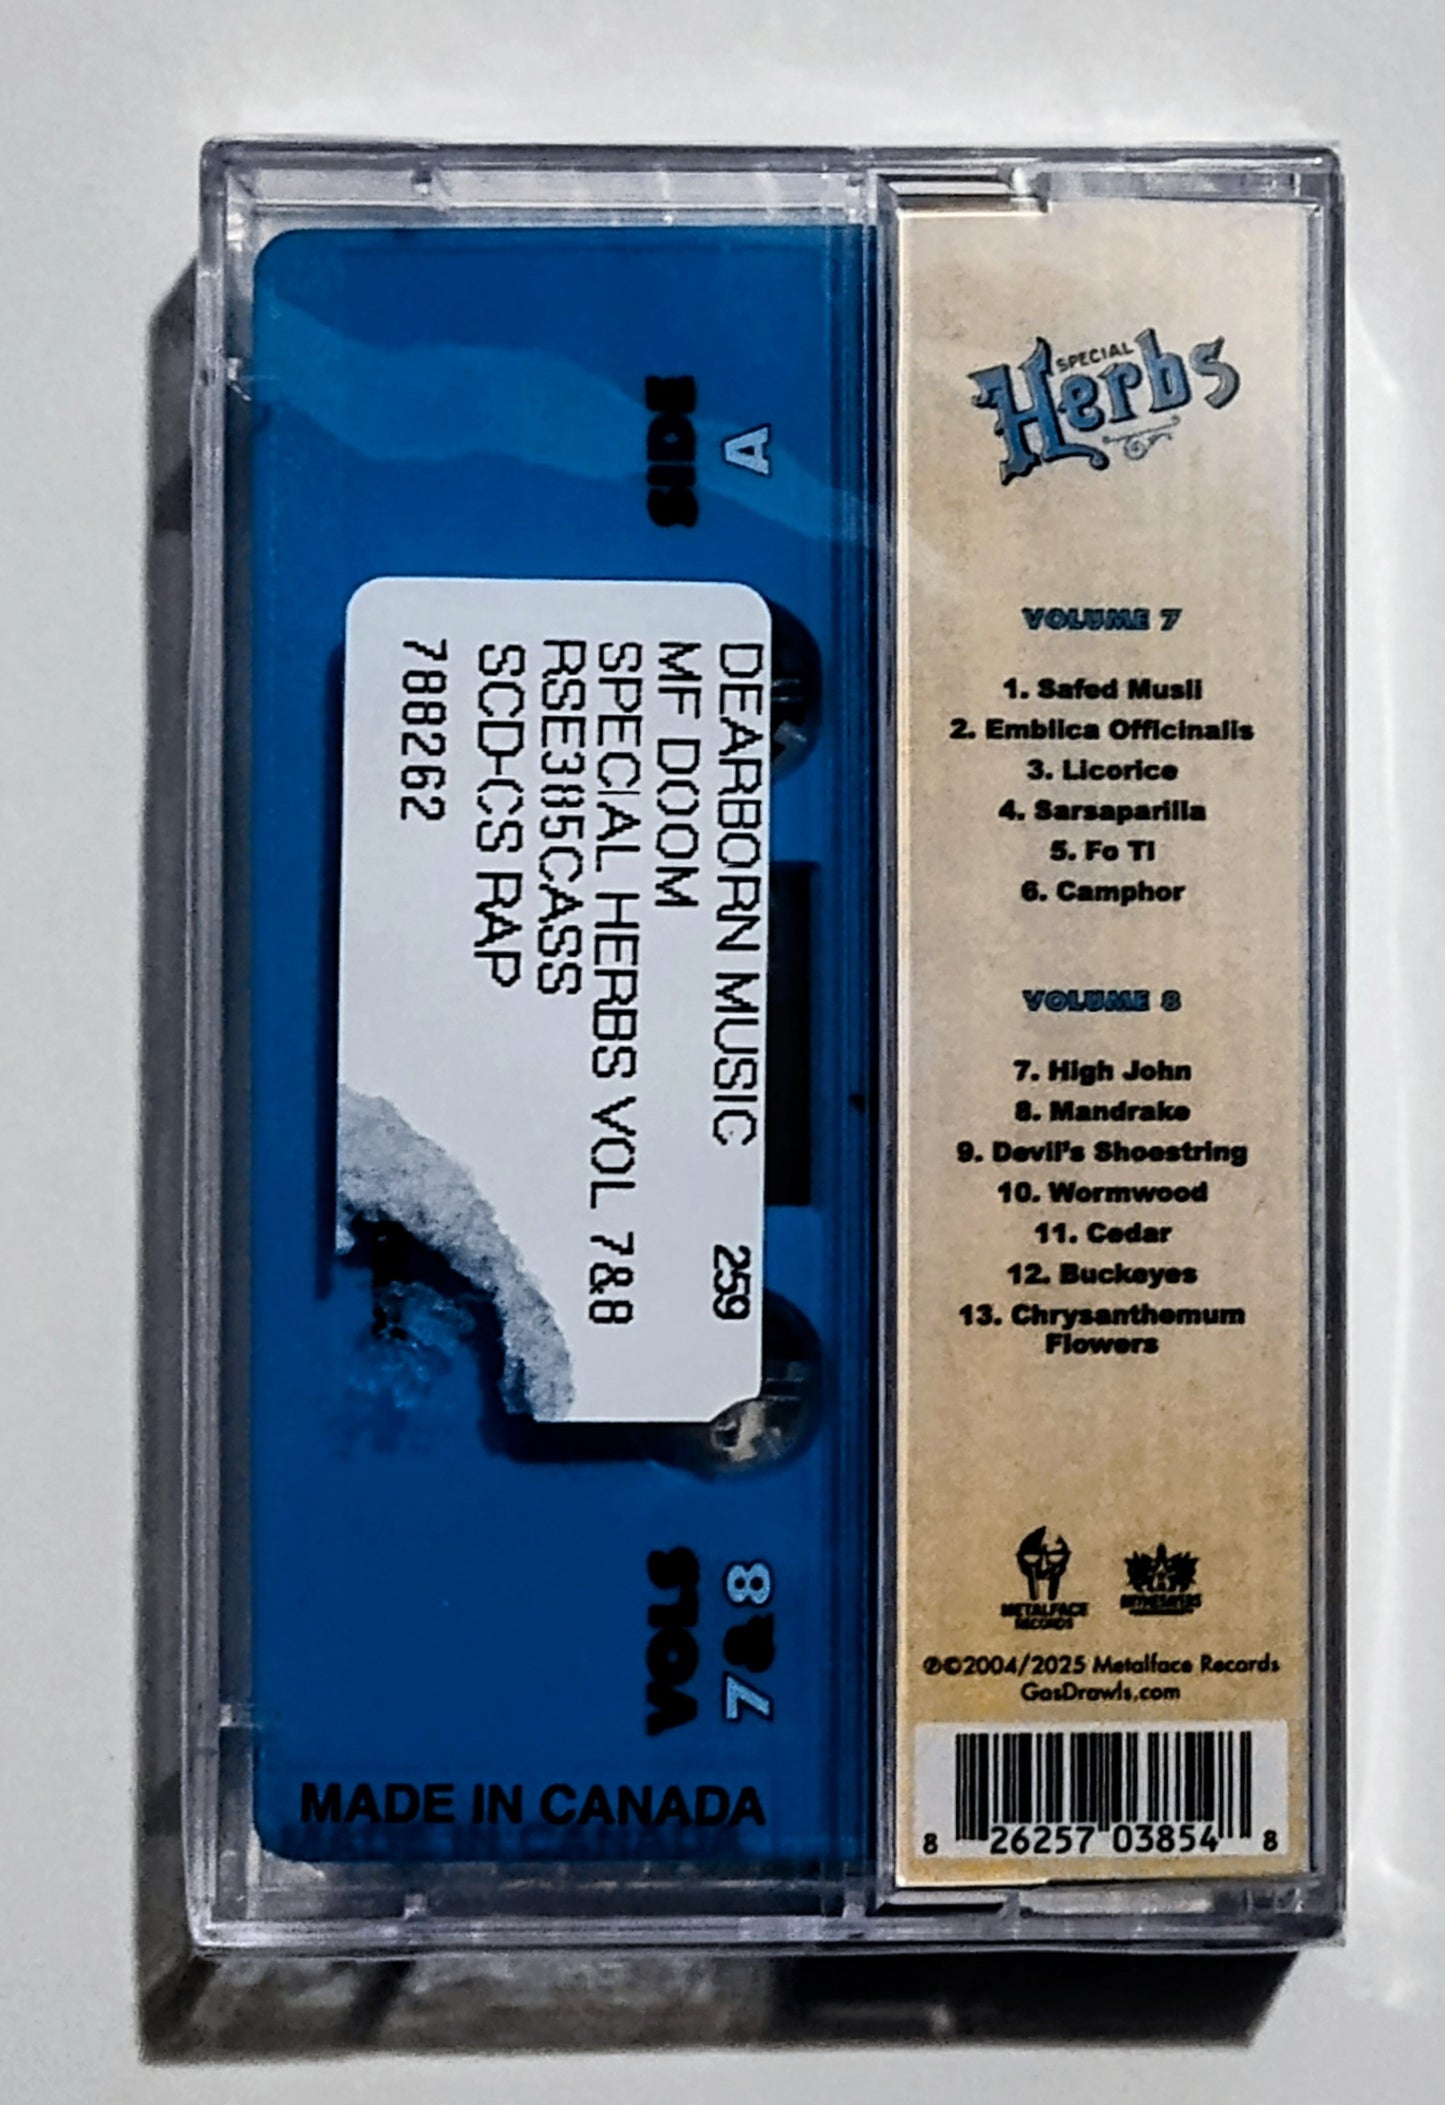 SIDE A
DEARBORN MUSIC 259
MF DOOM
SPECIAL HERBS VOL 7&8
RSE385CASS
SCD-CS RAP
7882262
VOLS 7&8
MADE IN CANADA
SPECIAL
Herbs
VOLUME 7
1. Safed Musli
2. Emblica Officinalis
3. Licorice
4. Sarsaparilla
5. Fo Ti
6. Camphor
VOLUME 8
7. High John
8. Mandrake
9. Devil's Shoestring
10. Wormwood
11. Cedar
12. Buckeyes
13. Chrysanthemum
Flowers
METALFACE
RECORDS
RHYMESAYERS
℗©2004/2025 Metalface Records
GasDrawls.com
8 26257 03854 8